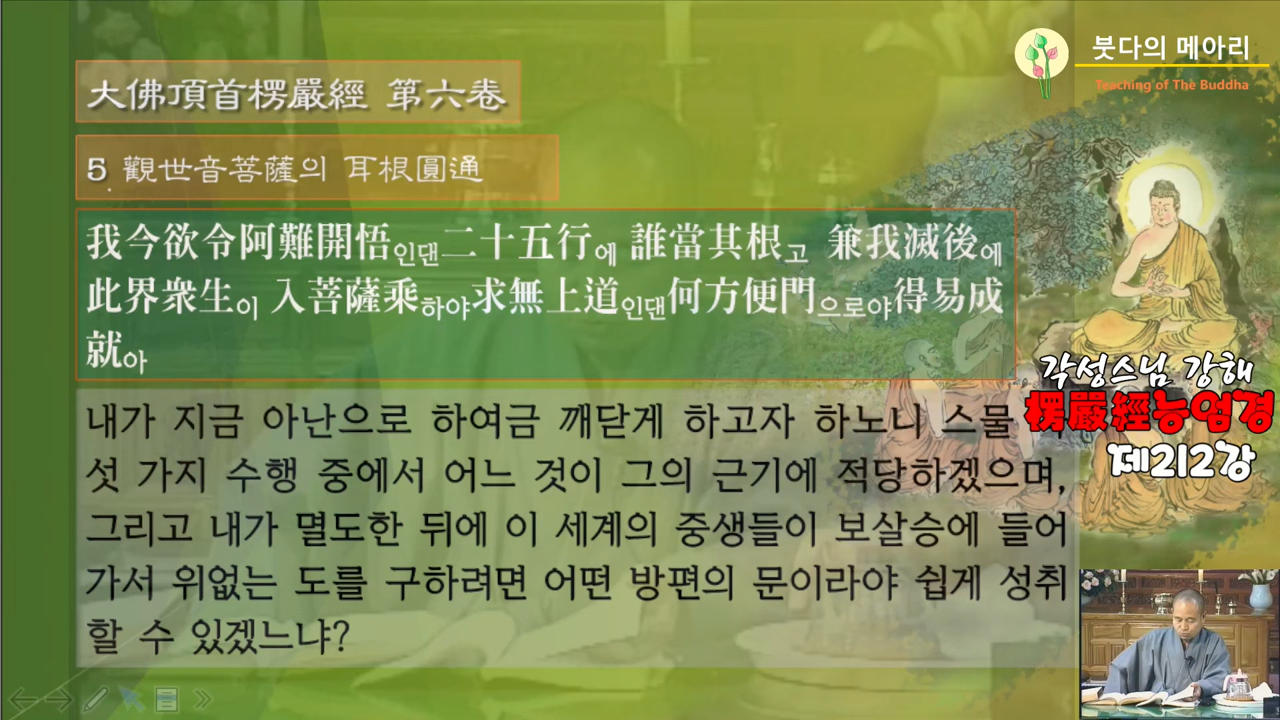 붓다의 메아리
Teaching of The Buddha
大佛頂首楞嚴經 第六卷
5. 觀世音菩薩의 耳根圓通
我今欲令阿難開悟인댄二十五行에 誰當其根고 兼我滅後에
此界衆生이 入菩薩乘하야求無上道인댄何方便門으로야得易成
就아
내가 지금 아난으로 하여금 깨닫게 하고자 하노니 스물
섯 가지 수행 중에서 어느 것이 그의 근기에 적당하겠으며,
그리고 내가 멸도한 뒤에 이 세계의 중생들이 보살승에 들어
가서 위없는 도를 구하려면 어떤 방편의 문이라야 쉽게 성취
할 수 있겠느냐?
각성스님 강해
楞嚴經능엄경
제212강